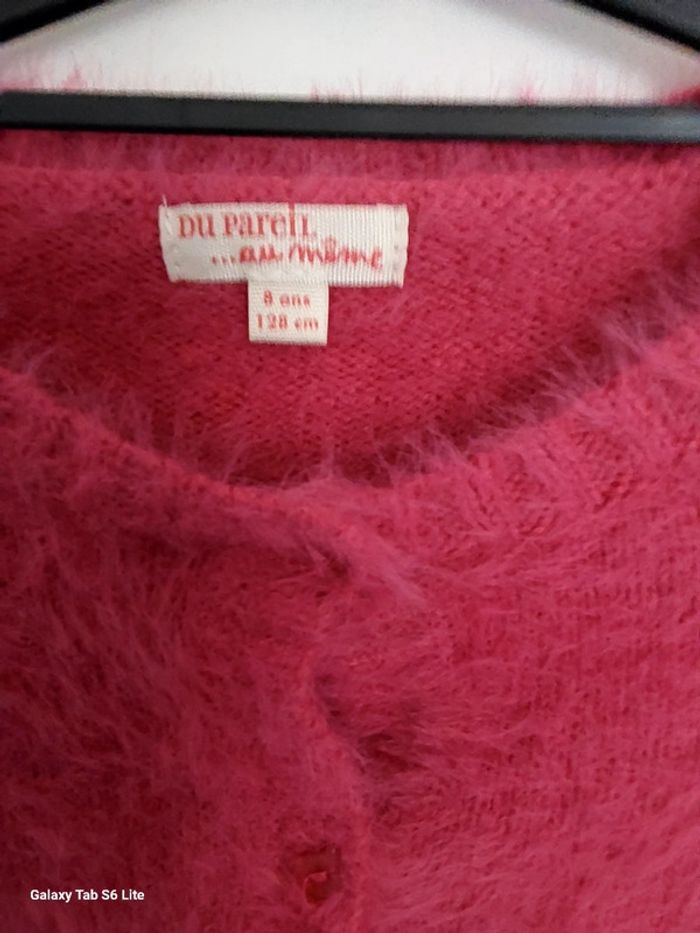 DU PAREIL
...au même
8 ans
128 cm
Galaxy Tab S6 Lite